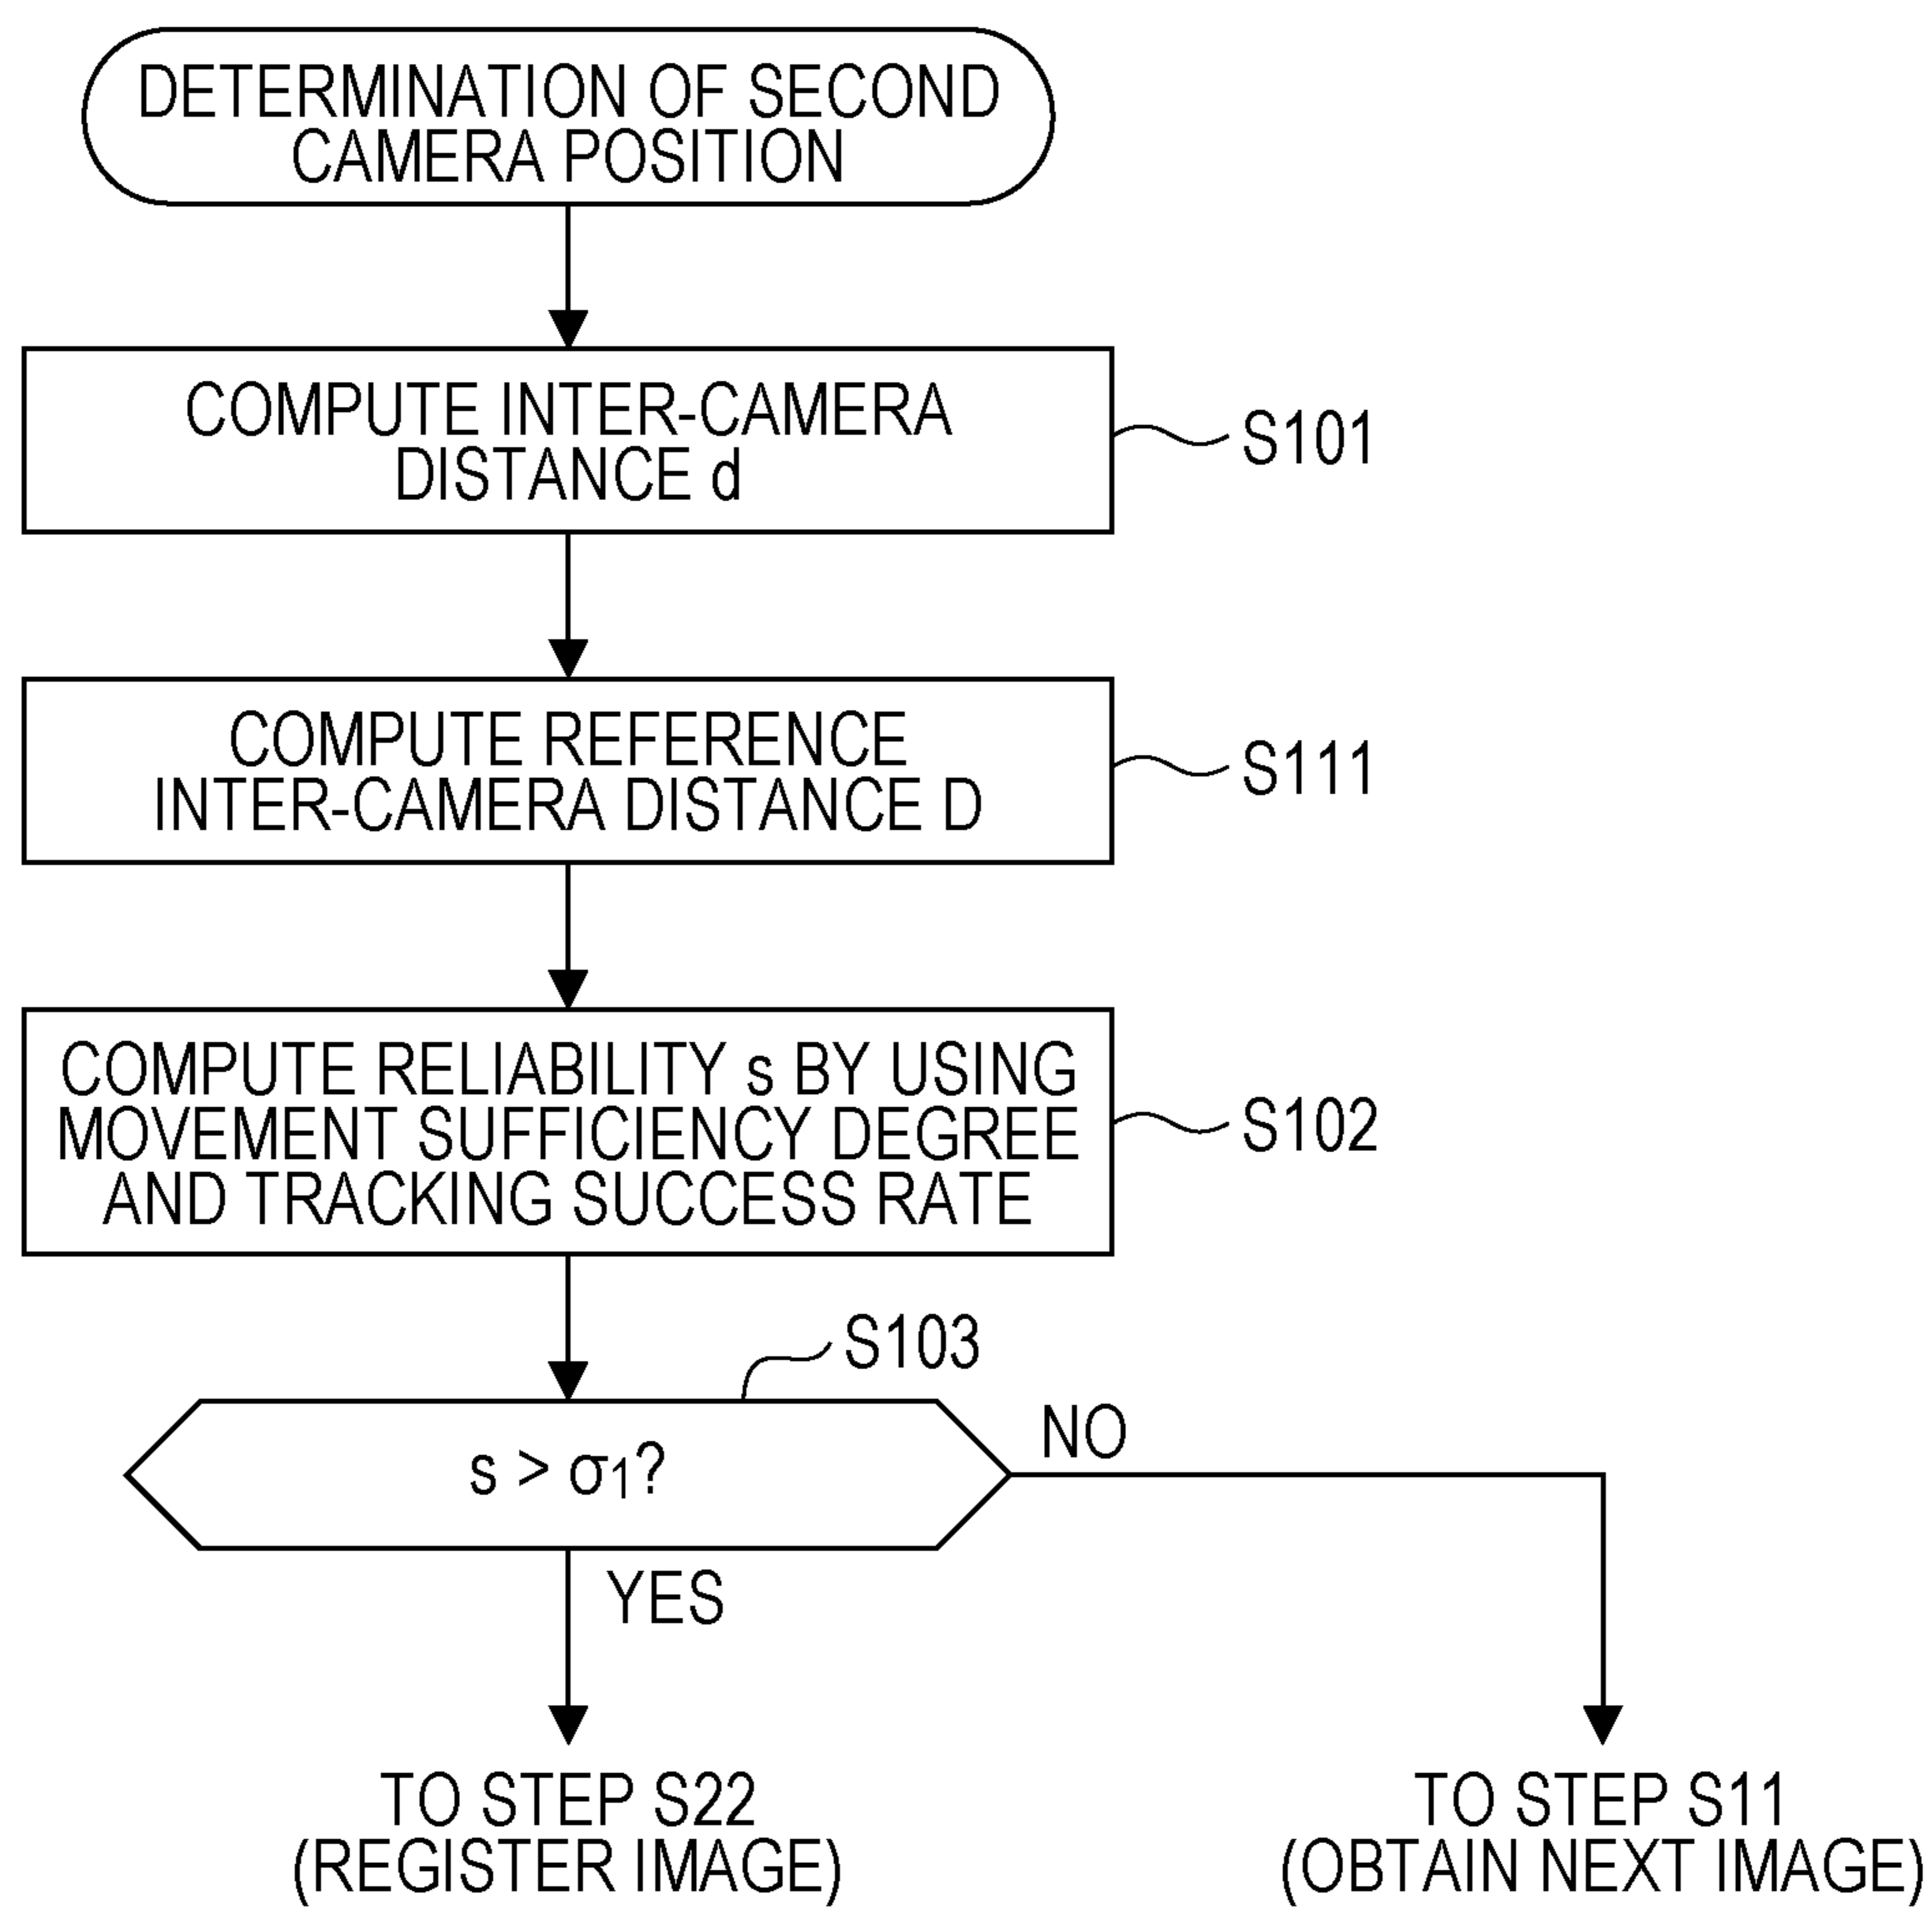 DETERMINATION OF SECOND
CAMERA POSITION
COMPUTE INTER-CAMERA
DISTANCE d
S101
COMPUTE REFERENCE
INTER-CAMERA DISTANCE D
S111
COMPUTE RELIABILITY s BY USING
MOVEMENT SUFFICIENCY DEGREE
AND TRACKING SUCCESS RATE
S102
S103
s > σ₁?
NO
YES
TO STEP S22
(REGISTER IMAGE)
TO STEP S11
(OBTAIN NEXT IMAGE)